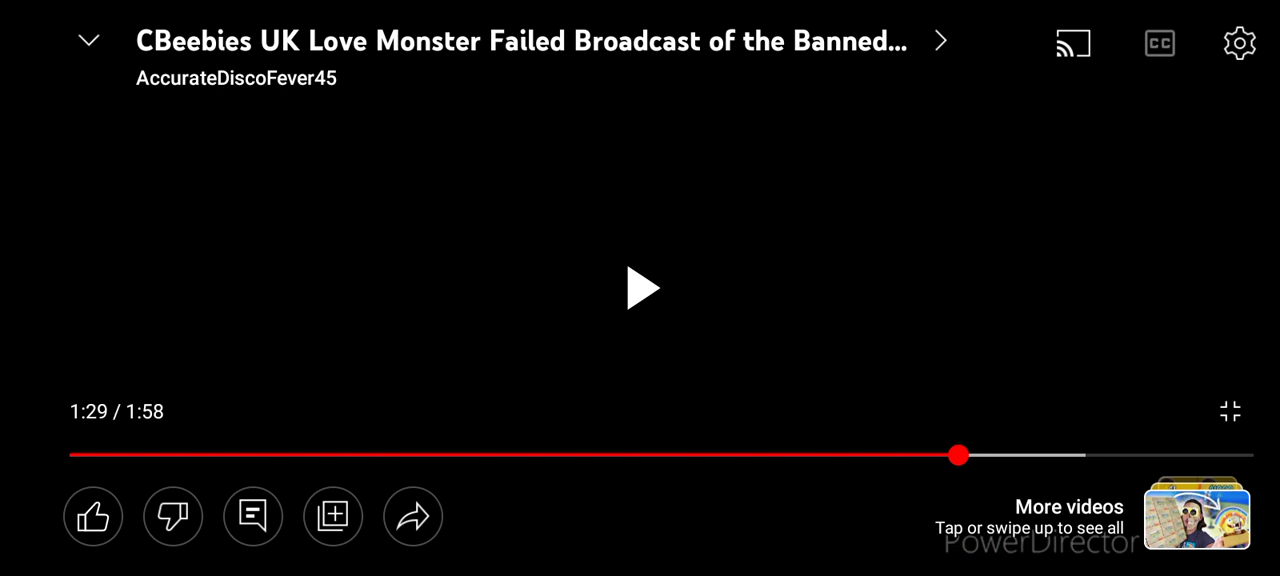 CBeebies UK Love Monster Failed Broadcast of the Banned...
AccurateDiscoFever45
CC
1:29 / 1:58
More videos
Tap or swipe up to see all
PowerDirector